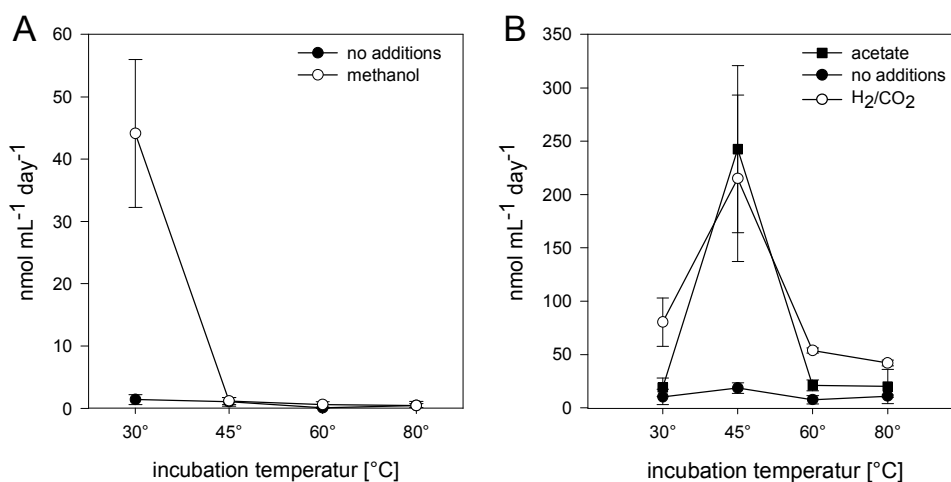 A
no additions
methanol
nmol mL⁻¹ day⁻¹
60
50
40
30
20
10
0
30° 45° 60° 80°
incubation temperatur [°C]
B
acetate
no additions
H₂/CO₂
nmol mL⁻¹ day⁻¹
350
300
250
200
150
100
50
0
30° 45° 60° 80°
incubation temperatur [°C]